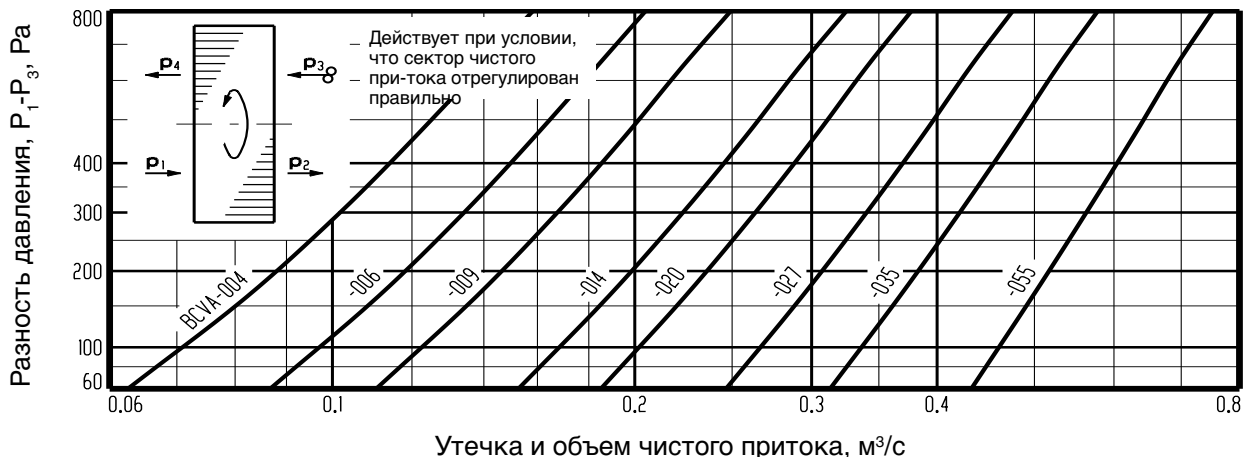 Разность давления, P₁-P₃, Pa
800
400
300
200
100
60
P₄
P₃
P₁
P₂
Действует при условии,
что сектор чистого
при-тока отрегулирован
правильно
BCVA-004
-006
-009
-014
-020
-027
-035
-055
0.06
0.1
0.2
0.3
0.4
0.8
Утечка и объем чистого притока, м³/с